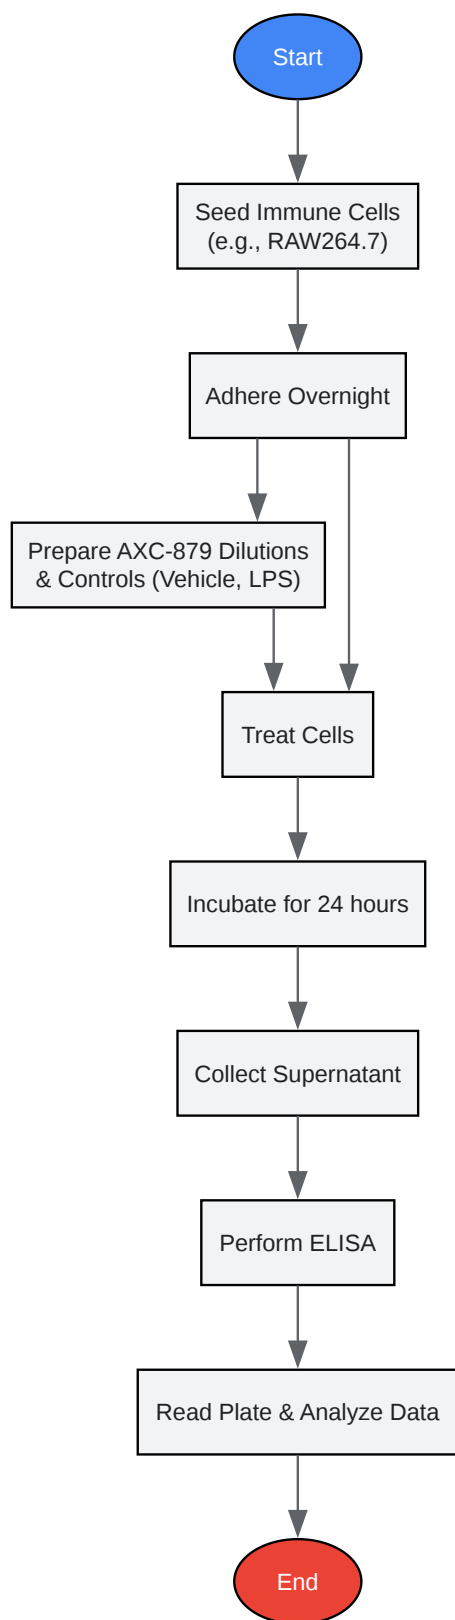 Start
Seed Immune Cells
(e.g., RAW264.7)
Adhere Overnight
Prepare AXC-879 Dilutions
& Controls (Vehicle, LPS)
Treat Cells
Incubate for 24 hours
Collect Supernatant
Perform ELISA
Read Plate & Analyze Data
End